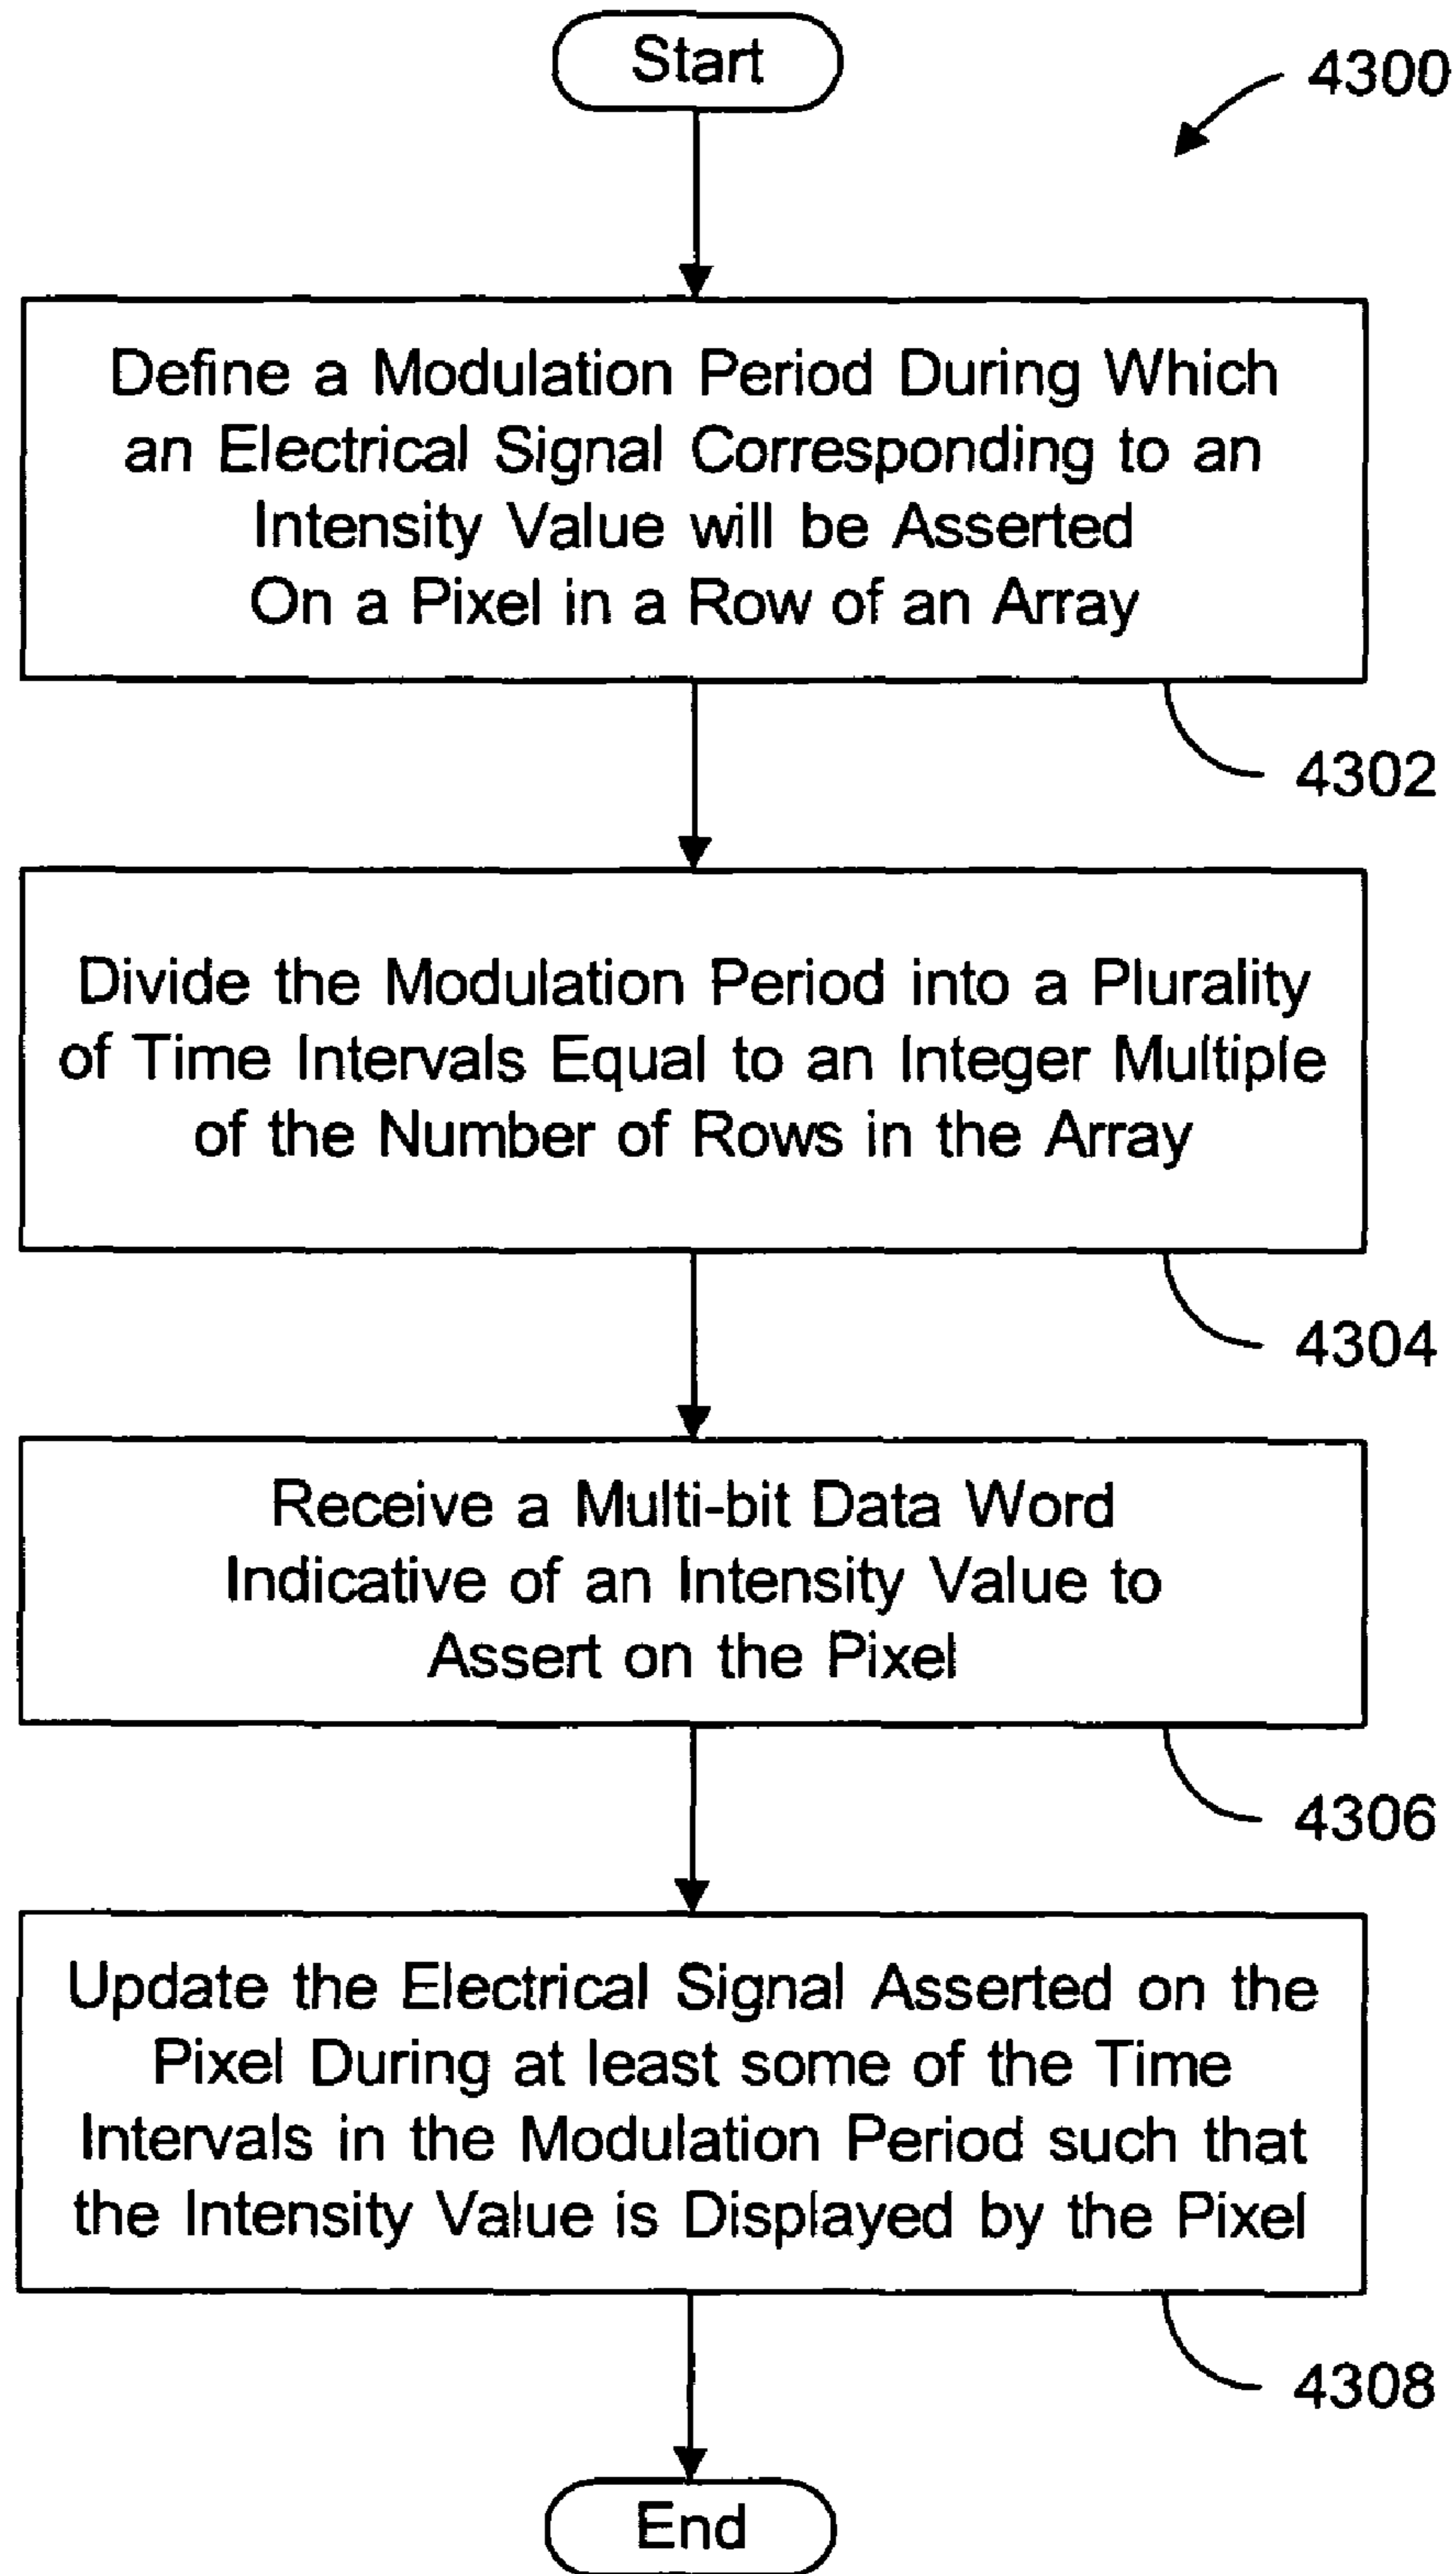 Start
4300
Define a Modulation Period During Which
an Electrical Signal Corresponding to an
Intensity Value will be Asserted
On a Pixel in a Row of an Array
4302
Divide the Modulation Period into a Plurality
of Time Intervals Equal to an Integer Multiple
of the Number of Rows in the Array
4304
Receive a Multi-bit Data Word
Indicative of an Intensity Value to
Assert on the Pixel
4306
Update the Electrical Signal Asserted on the
Pixel During at least some of the Time
Intervals in the Modulation Period such that
the Intensity Value is Displayed by the Pixel
4308
End